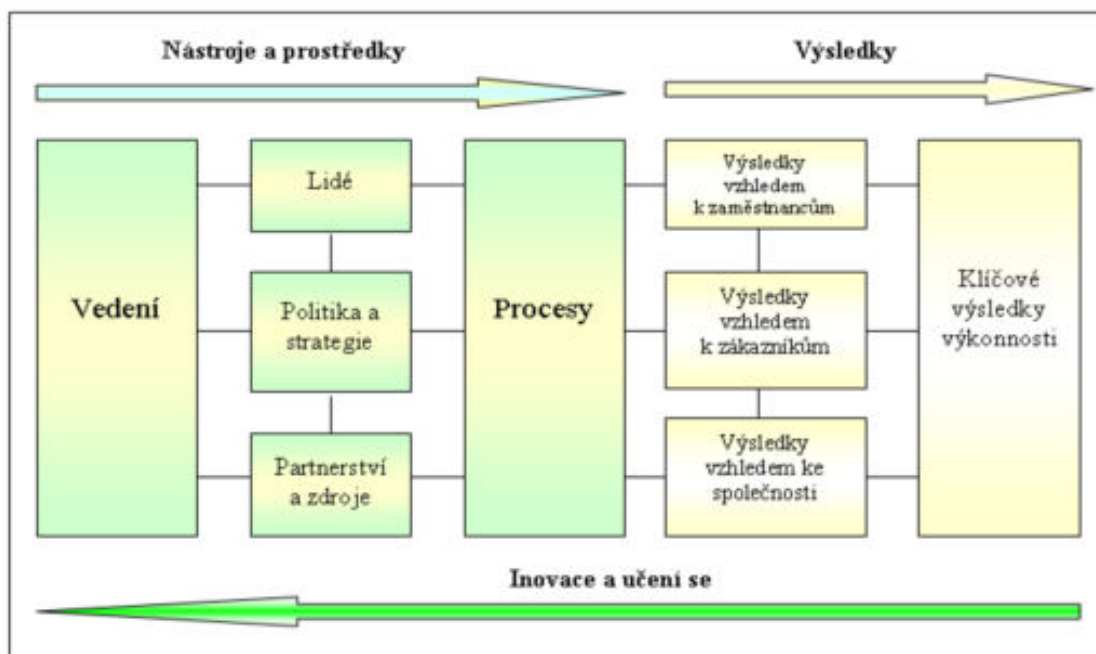 Nástroje a prostředky
Výsledky
Vedení
Lidé
Politika a
strategie
Partnerství
a zdroje
Procesy
Výsledky
vzhledem
k zaměstnancům
Výsledky
vzhledem
k zákazníkům
Výsledky
vzhledem ke
společnosti
Klíčové
výsledky
výkonnosti
Inovace a učení se